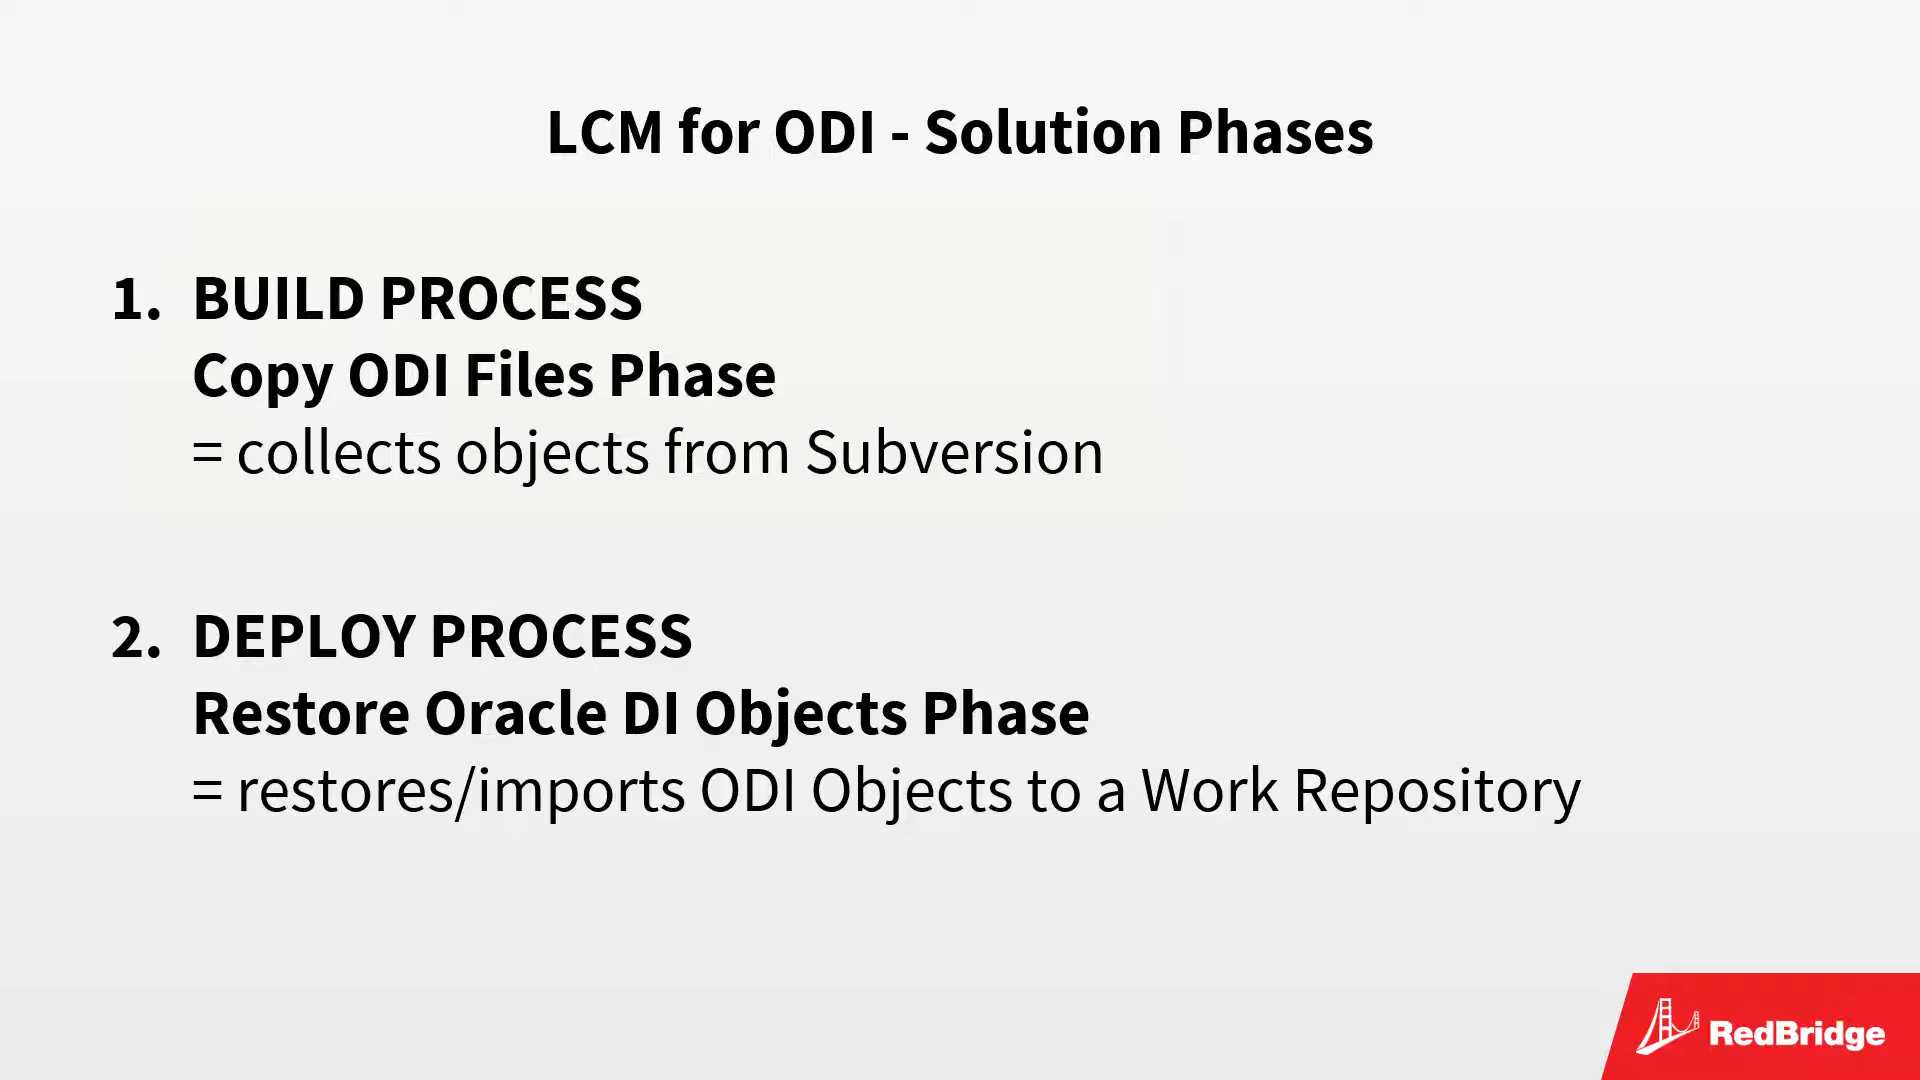 LCM for ODI - Solution Phases
1. BUILD PROCESS
Copy ODI Files Phase
= collects objects from Subversion
2. DEPLOY PROCESS
Restore Oracle DI Objects Phase
= restores/imports ODI Objects to a Work Repository
RedBridge